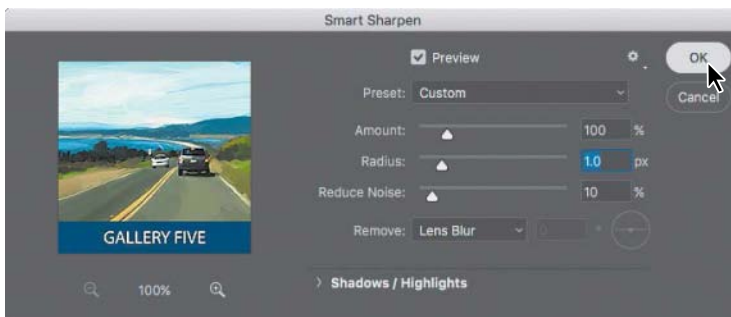 Smart Sharpen
Preview
OK
Preset: Custom
Cancel
Amount: 100 %
Radius: 1.0 px
Reduce Noise: 10 %
Remove: Lens Blur
GALLERY FIVE
100%
Shadows / Highlights